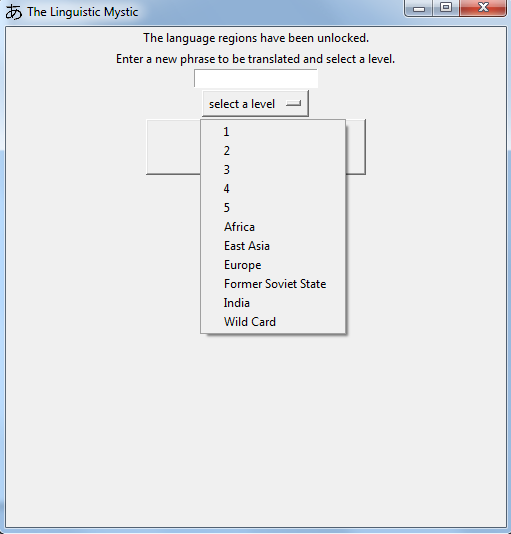 あ The Linguistic Mystic
The language regions have been unlocked.
Enter a new phrase to be translated and select a level.
select a level
1
2
3
4
5
Africa
East Asia
Europe
Former Soviet State
India
Wild Card